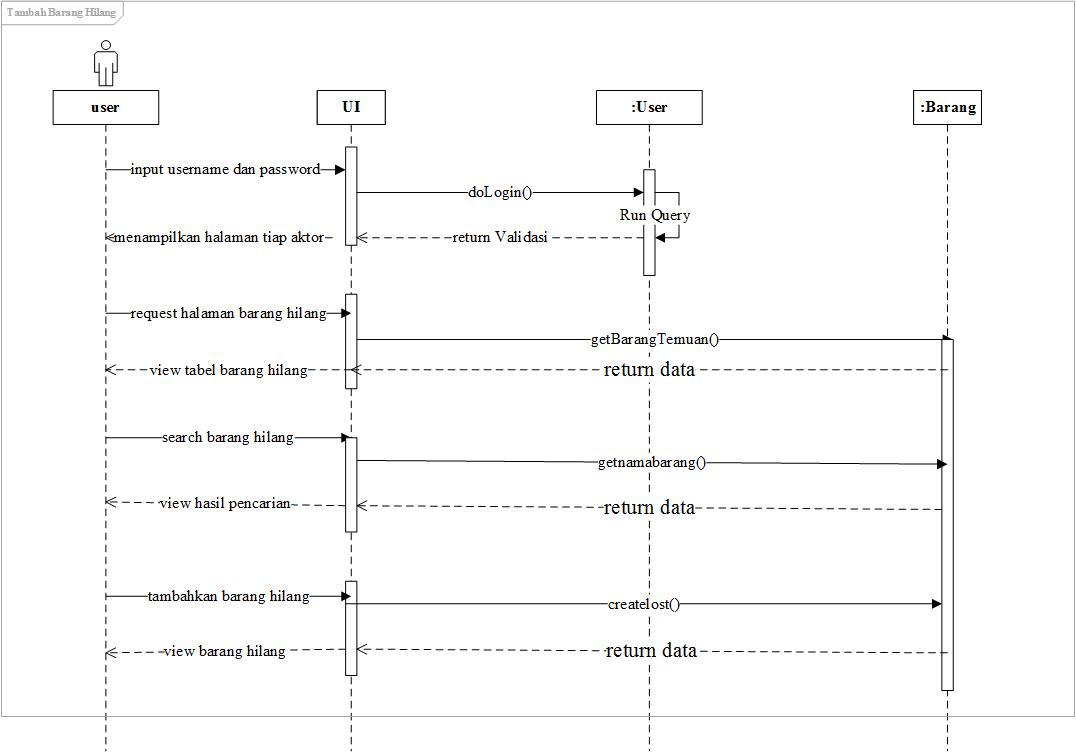 Tambah Barang Hilang
user
UI
:User
:Barang
input username dan password
doLogin()
Run Query
menampilkan halaman tiap aktor
return Validasi
request halaman barang hilang
getBarangTemuan()
view tabel barang hilang
return data
search barang hilang
getnamabarang()
view hasil pencarian
return data
tambahkan barang hilang
createlost()
view barang hilang
return data